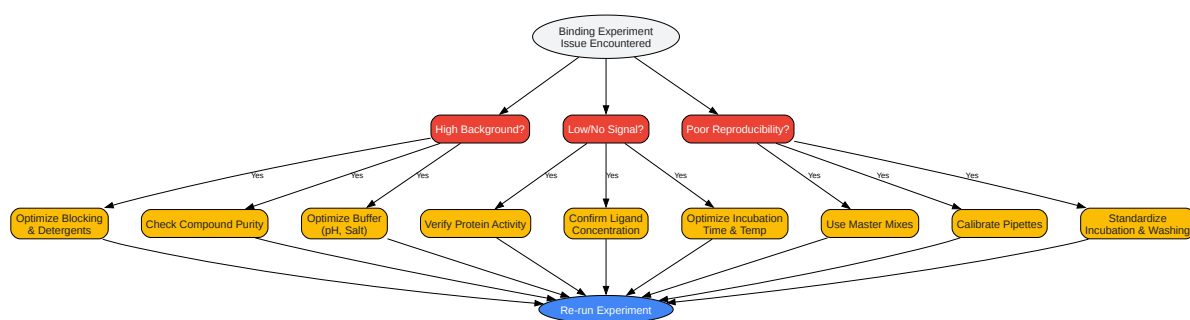 Binding Experiment
Issue Encountered
High Background?
Low/No Signal?
Poor Reproducibility?
Yes
Yes
Yes
Yes
Yes
Yes
Yes
Yes
Yes
Optimize Blocking
& Detergents
Check Compound Purity
Optimize Buffer
(pH, Salt)
Verify Protein Activity
Confirm Ligand
Concentration
Optimize Incubation
Time & Temp
Use Master Mixes
Calibrate Pipettes
Standardize
Incubation & Washing
Re-run Experiment